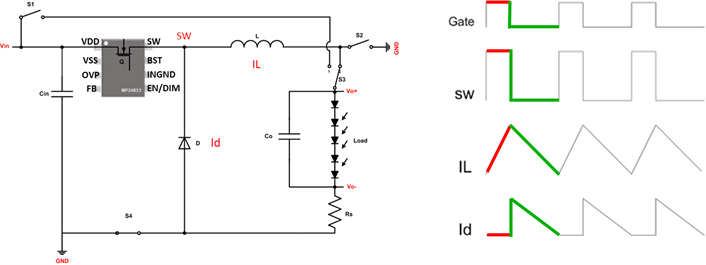 S1
Vin
VDD
SW
SW
L
S2
GND
VSS
BST
Q
IL
OVP
INGND
1
2
S3
FB
EN/DIM
Cin
Vo+
D
Id
Co
Load
Vo-
S4
Rs
GND
Gate
SW
IL
Id